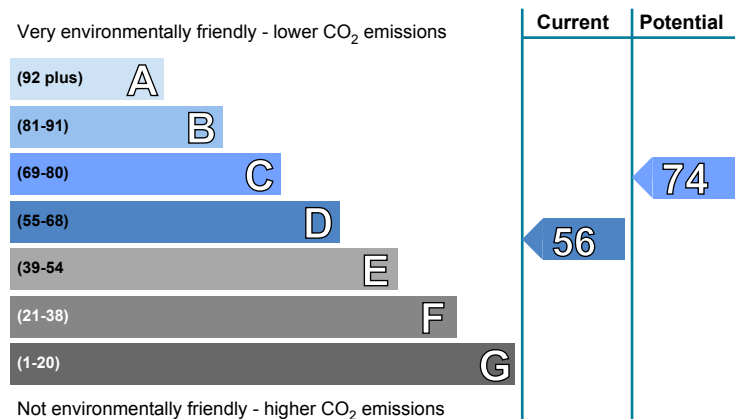 Very environmentally friendly - lower CO₂ emissions
Current
Potential
(92 plus) A
(81-91) B
(69-80) C
74
(55-68) D
56
(39-54 E
(21-38) F
(1-20) G
Not environmentally friendly - higher CO₂ emissions